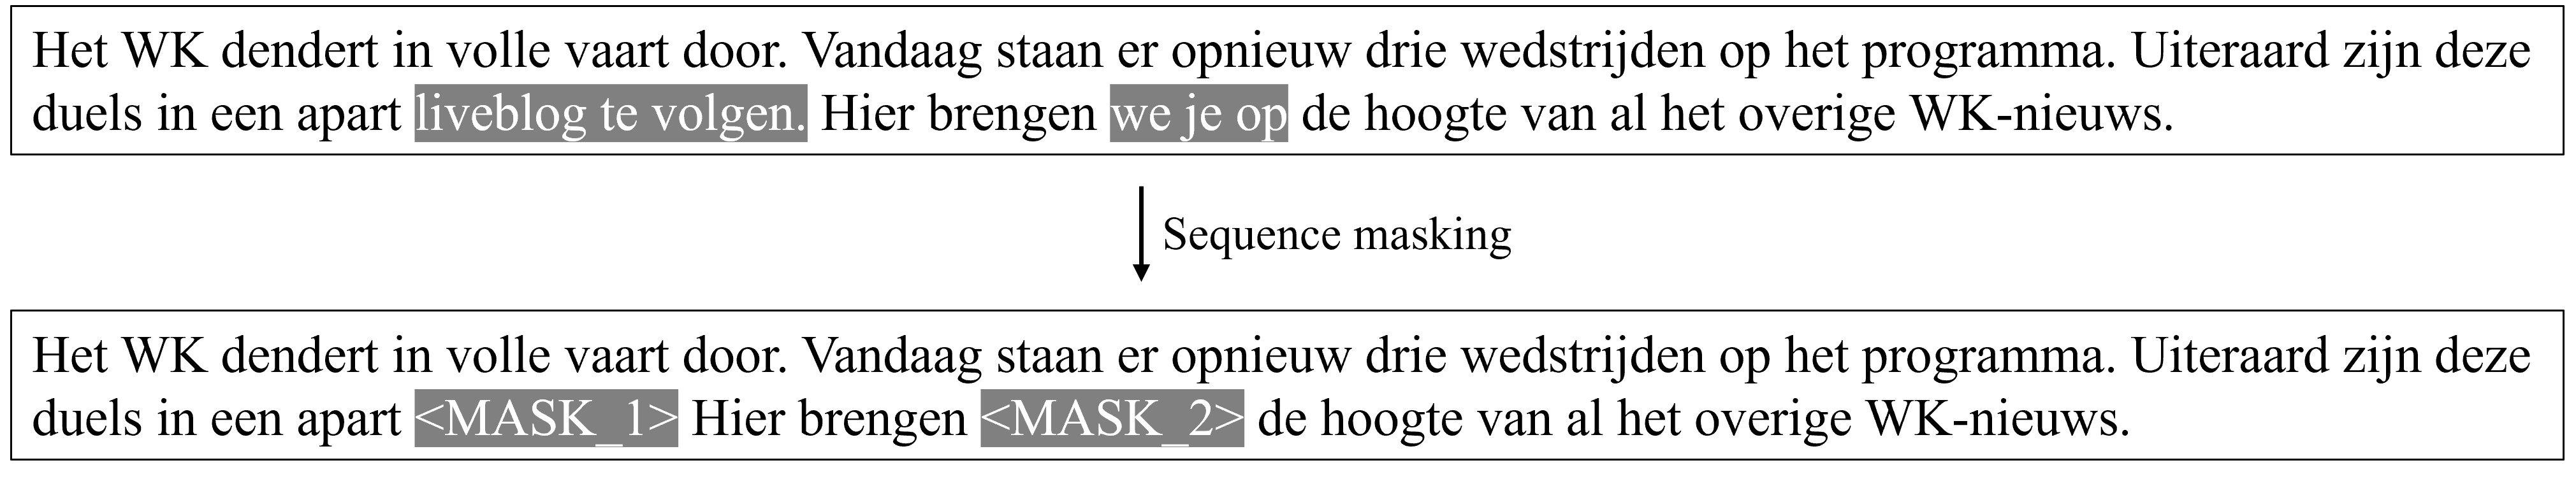 Het WK dendert in volle vaart door. Vandaag staan er opnieuw drie wedstrijden op het programma. Uiteraard zijn deze
duels in een apart liveblog te volgen. Hier brengen we je op de hoogte van al het overige WK-nieuws.
Sequence masking
Het WK dendert in volle vaart door. Vandaag staan er opnieuw drie wedstrijden op het programma. Uiteraard zijn deze
duels in een apart <MASK_1> Hier brengen <MASK_2> de hoogte van al het overige WK-nieuws.